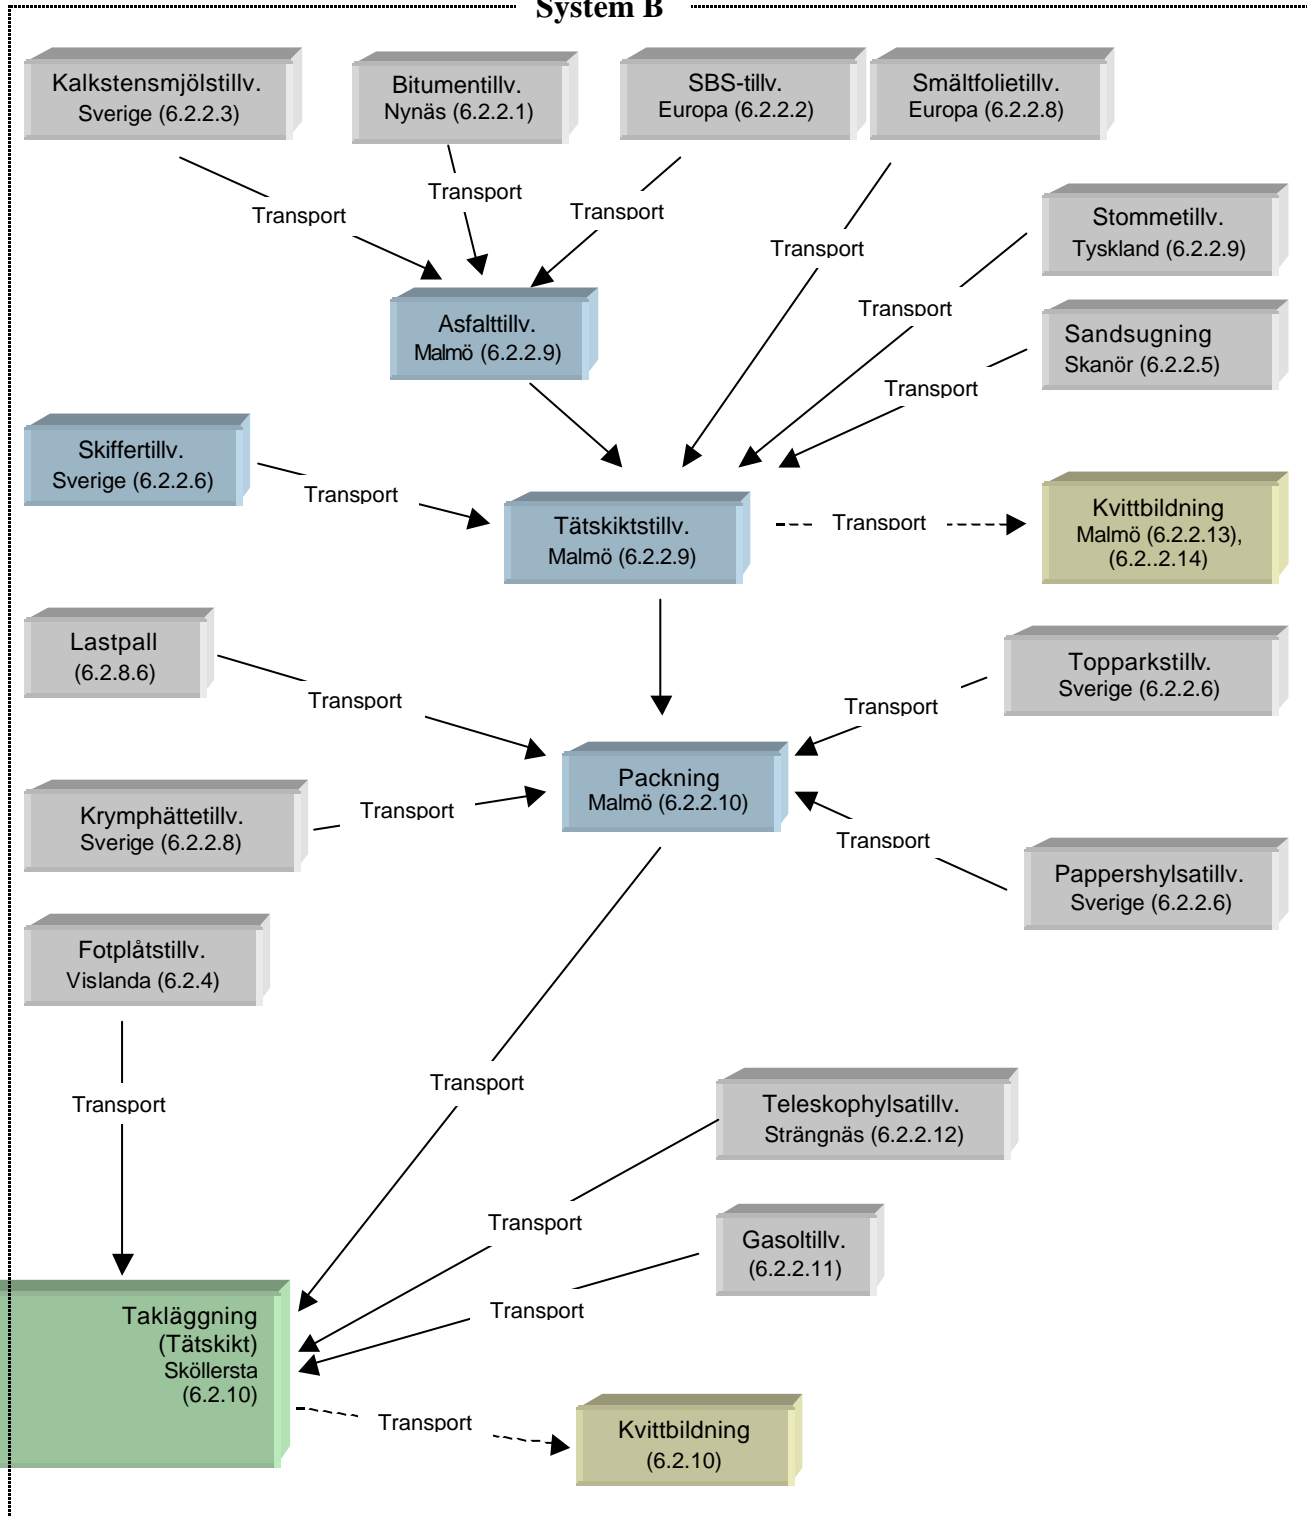 System B
Kalkstensmjölstillv.
Sverige (6.2.2.3)
Bitumentillv.
Nynäs (6.2.2.1)
SBS-tillv.
Europa (6.2.2.2)
Smältfolietillv.
Europa (6.2.2.8)
Transport
Transport
Transport
Transport
Stommetillv.
Tyskland (6.2.2.9)
Transport
Asfalttillv.
Malmö (6.2.2.9)
Sandsugning
Skanör (6.2.2.5)
Transport
Skiffertillv.
Sverige (6.2.2.6)
Transport
Tätskiktstillv.
Malmö (6.2.2.9)
Transport
Kvittbildning
Malmö (6.2.2.13),
(6.2..2.14)
Lastpall
(6.2.8.6)
Transport
Topparkstillv.
Sverige (6.2.2.6)
Transport
Packning
Malmö (6.2.2.10)
Krymphättetillv.
Sverige (6.2.2.8)
Transport
Transport
Pappershylsatillv.
Sverige (6.2.2.6)
Fotplåtstillv.
Vislanda (6.2.4)
Transport
Transport
Teleskophylsatillv.
Strängnäs (6.2.2.12)
Transport
Gasoltillv.
(6.2.2.11)
Transport
Takläggning
(Tätskikt)
Sköllersta
(6.2.10)
Transport
Kvittbildning
(6.2.10)